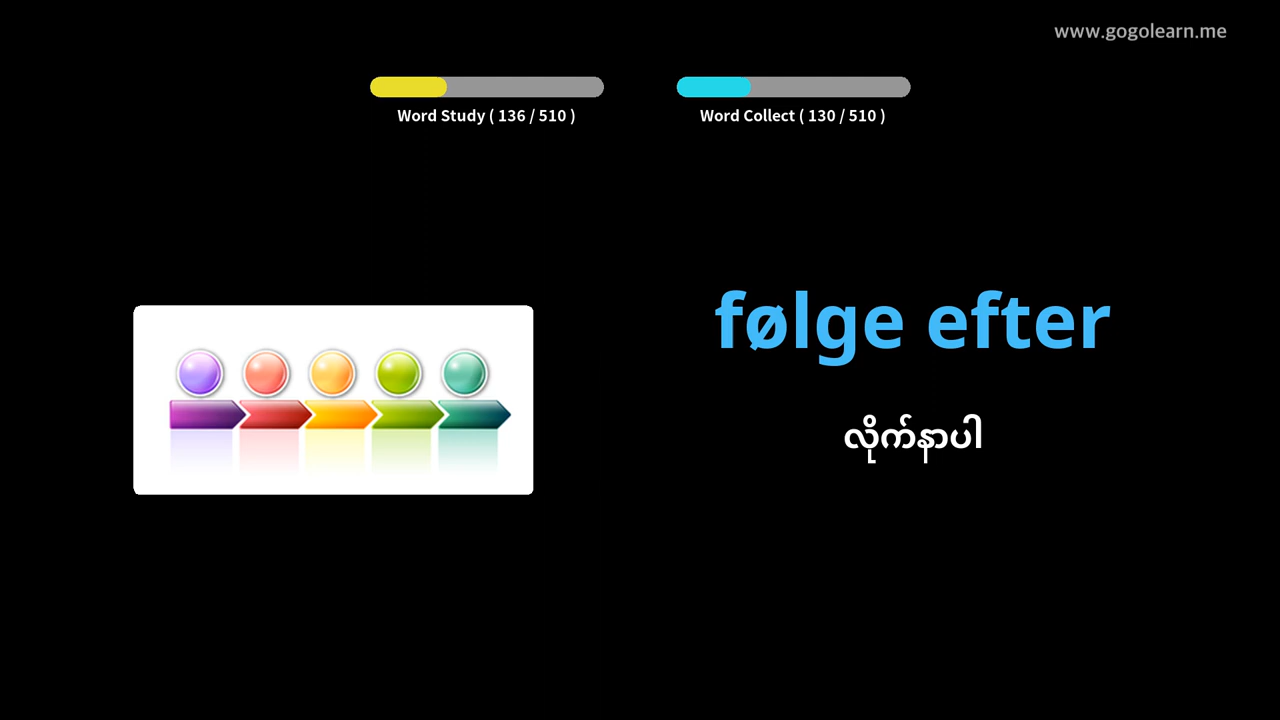 www.gogolearn.me
Word Study ( 136 / 510 )
Word Collect ( 130 / 510 )
følge efter
လိုက်နာပါ